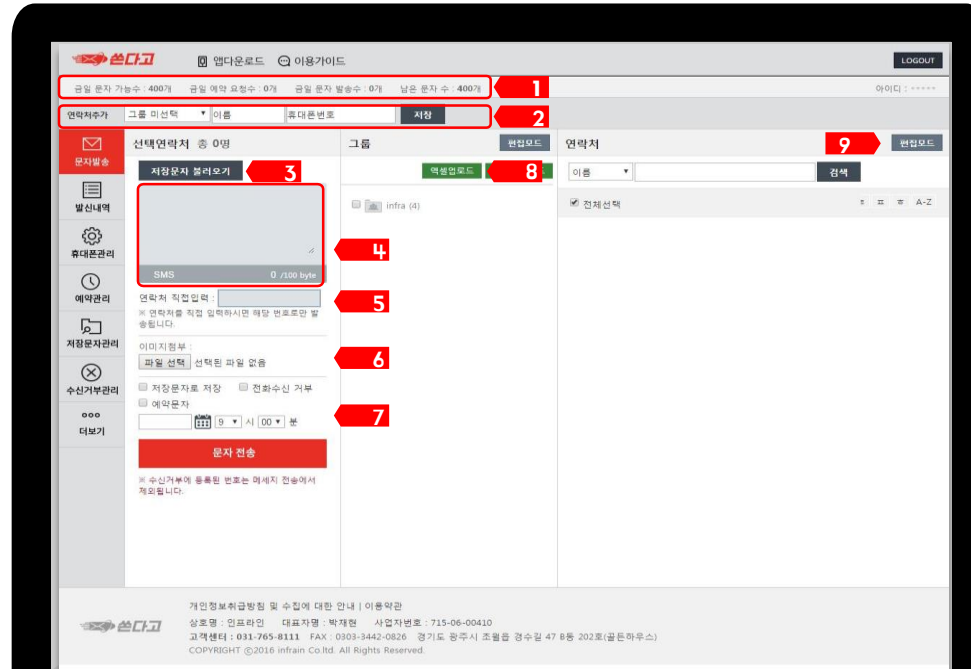 쏜다고 앱다운로드 이용가이드 LOGOUT
금일 문자 가능수 : 400개 금일 예약 요청수 : 0개 금일 문자 발송수 : 0개 남은 문자 수 : 400개 1 아이디 : *****
연락처추가 그룹 미선택 이름 휴대폰번호 저장 2
문자발송
발신내역
휴대폰관리
예약관리
저장문자관리
수신거부관리
더보기
선택연락처 총 0명
저장문자 불러오기 3
4
SMS 0 /100 byte
연락처 직접입력 : 5
※ 연락처를 직접 입력하시면 해당 번호로만 발
송됩니다.
이미지첨부 :
파일 선택 선택된 파일 없음 6
저장문자로 저장 전화수신 거부
예약문자
9 시 00 분 7
문자 전송
※ 수신거부에 등록된 번호는 메세지 전송에서
제외됩니다.
그룹 편집모드
엑셀업로드 8
infra (4)
연락처 9 편집모드
이름 검색
전체선택 ㅌ ㅍ ㅎ A-Z
쏜다고
개인정보취급방침 및 수집에 대한 안내 | 이용약관
상호명 : 인프라인 대표자명 : 박재현 사업자번호 : 715-06-00410
고객센터 : 031-765-8111 FAX : 0303-3442-0826 경기도 광주시 조월읍 경수길 47 B동 202호(골든하우스)
COPYRIGHT ⓒ2016 infrain Co.ltd. All Rights Reserved.